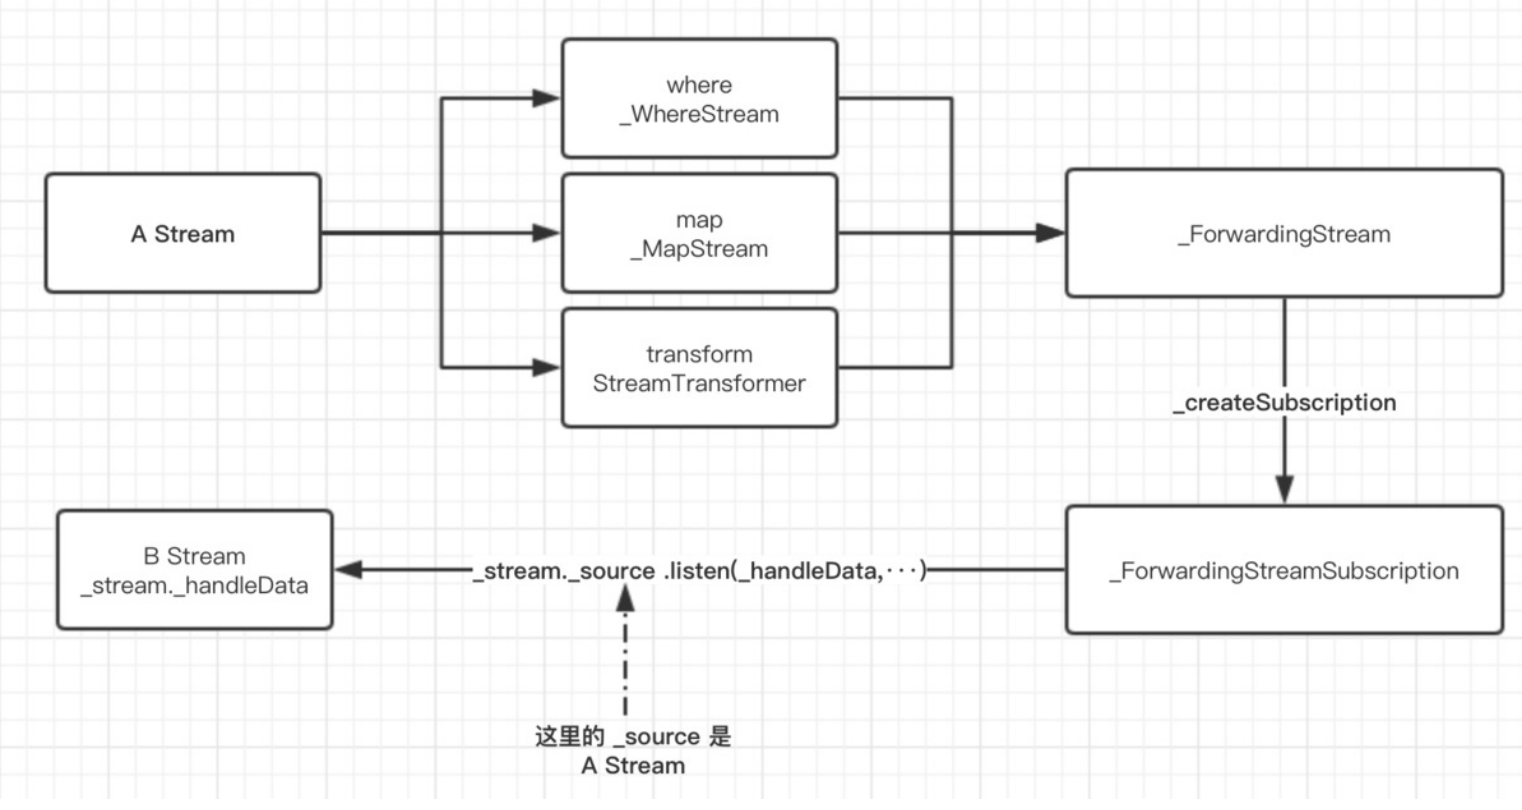 where
_WhereStream
A Stream
map
_MapStream
_ForwardingStream
transform
StreamTransformer
_createSubscription
B Stream
_stream._handleData
_stream._source .listen(_handleData,···)
_ForwardingStreamSubscription
这里的 _source 是
A Stream